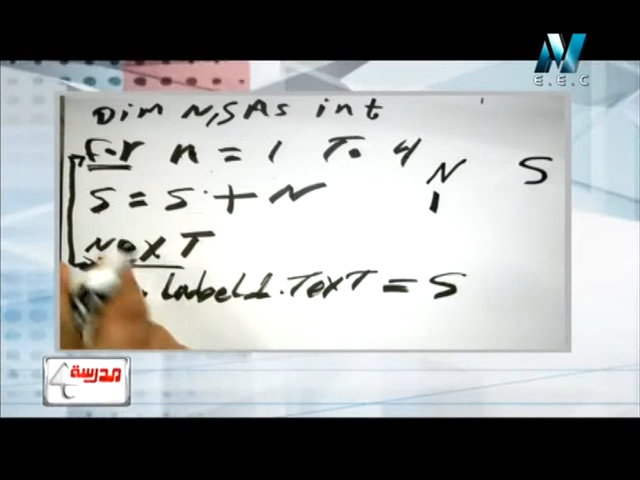 E.E.C
Dim N,S As int
For n = 1 To 4
N S
S = S + N
1
Next
Label1.Text = S
مدرسة